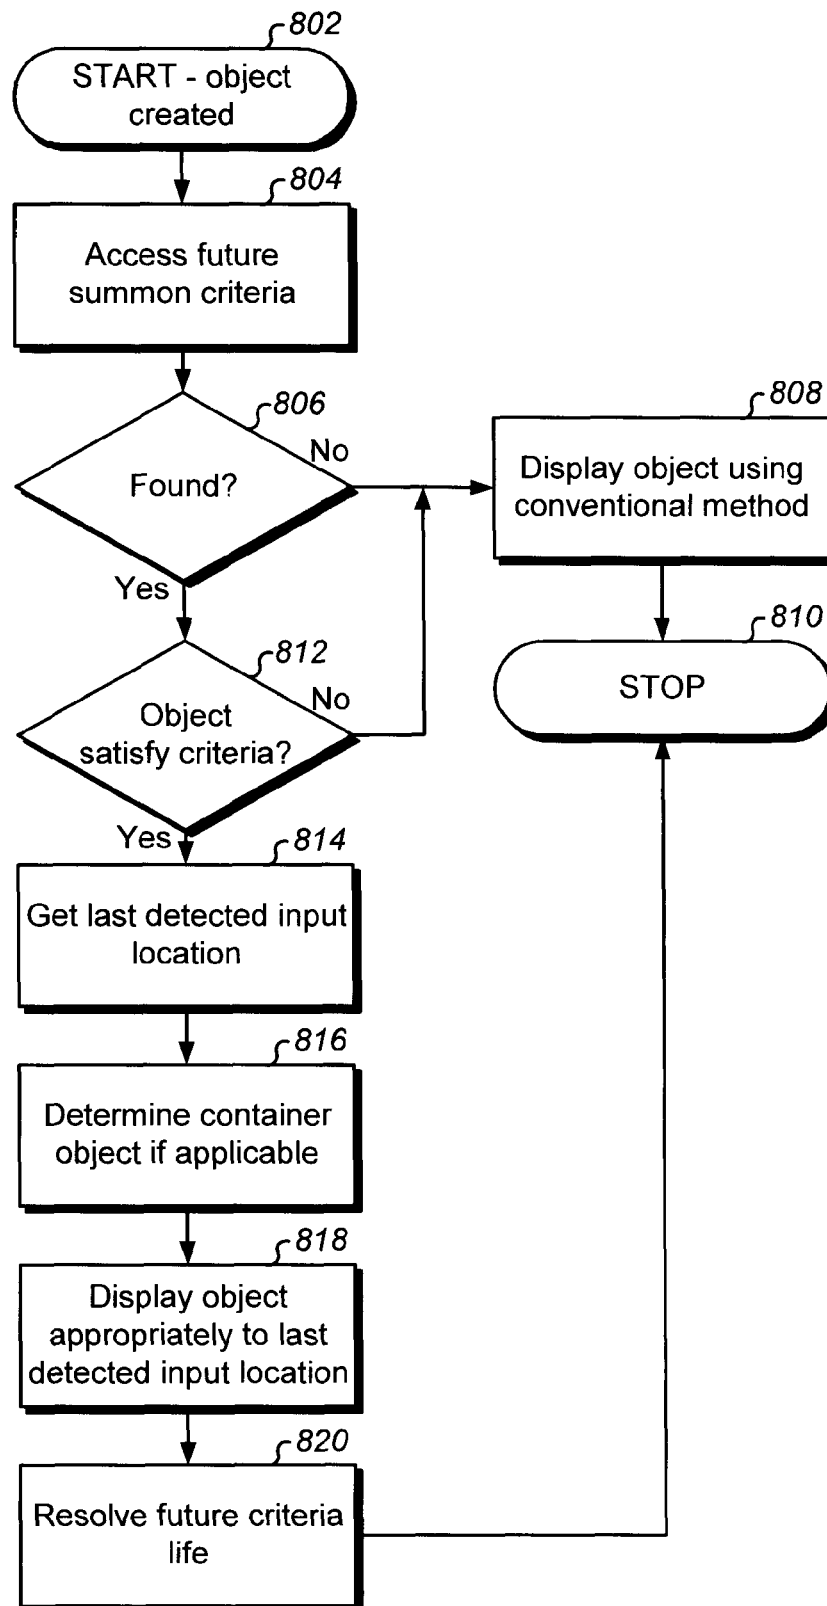 802
START - object
created
804
Access future
summon criteria
806
Found?
No
Yes
808
Display object using
conventional method
810
STOP
812
Object
satisfy criteria?
No
Yes
814
Get last detected input
location
816
Determine container
object if applicable
818
Display object
appropriately to last
detected input location
820
Resolve future criteria
life